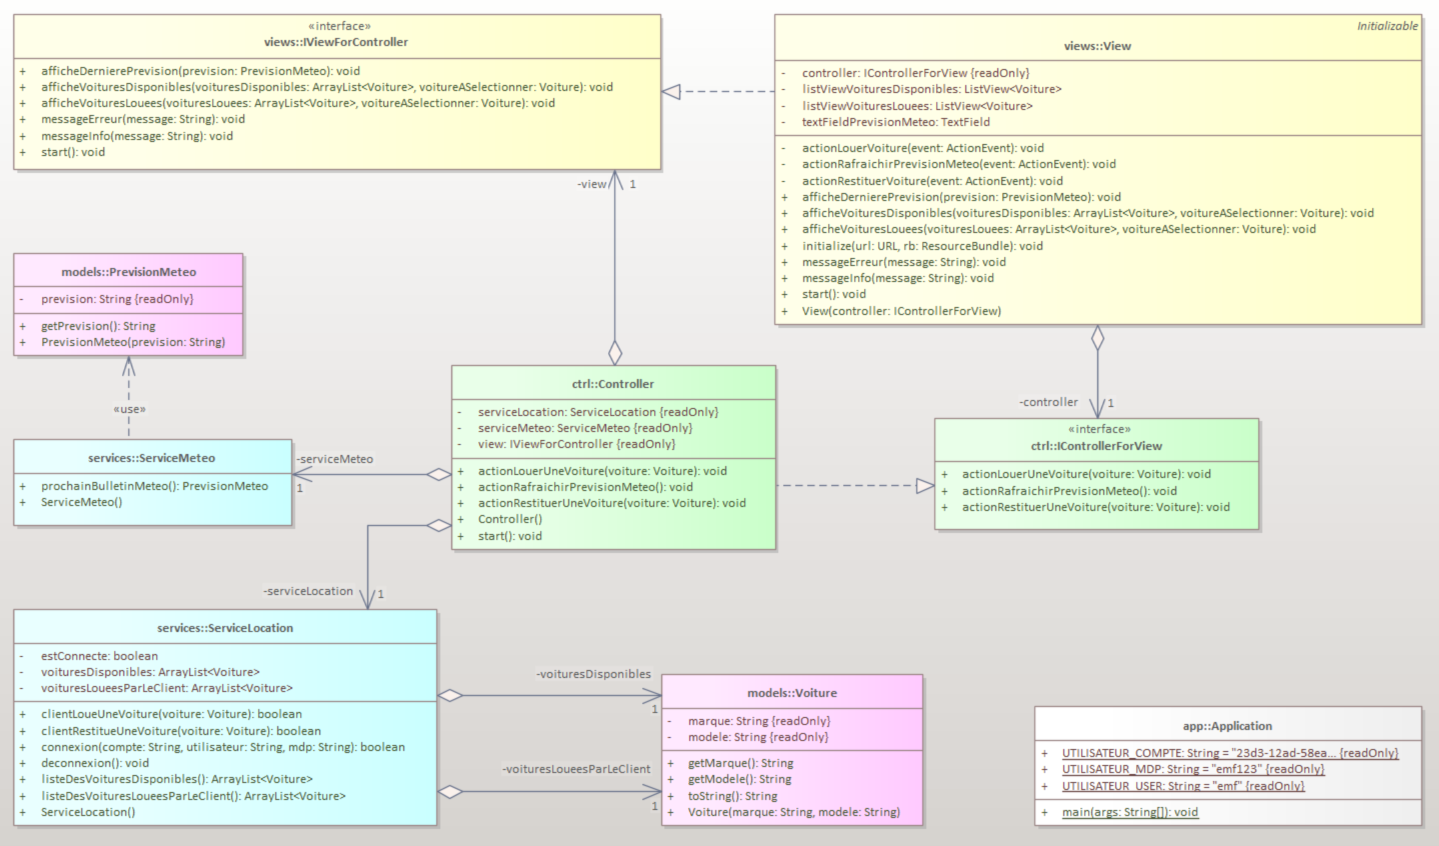 «interface»
views::IViewForController
+ afficheDernierePrevision(prevision: PrevisionMeteo): void
+ afficheVoituresDisponibles(voituresDisponibles: ArrayList<Voiture>, voitureASelectionner: Voiture): void
+ afficheVoituresLouees(voituresLouees: ArrayList<Voiture>, voitureASelectionner: Voiture): void
+ messageErreur(message: String): void
+ messageInfo(message: String): void
+ start(): void
Initializable
views::View
- controller: IControllerForView {readOnly}
- listViewVoituresDisponibles: ListView<Voiture>
- listViewVoituresLouees: ListView<Voiture>
- textFieldPrevisionMeteo: TextField
- actionLouerVoiture(event: ActionEvent): void
- actionRafraichirPrevisionMeteo(event: ActionEvent): void
- actionRestituerVoiture(event: ActionEvent): void
+ afficheDernierePrevision(prevision: PrevisionMeteo): void
+ afficheVoituresDisponibles(voituresDisponibles: ArrayList<Voiture>, voitureASelectionner: Voiture): void
+ afficheVoituresLouees(voituresLouees: ArrayList<Voiture>, voitureASelectionner: Voiture): void
+ initialize(url: URL, rb: ResourceBundle): void
+ messageErreur(message: String): void
+ messageInfo(message: String): void
+ start(): void
+ View(controller: IControllerForView)
-view 1
models::PrevisionMeteo
- prevision: String {readOnly}
+ getPrevision(): String
+ PrevisionMeteo(prevision: String)
«use»
ctrl::Controller
- serviceLocation: ServiceLocation {readOnly}
- serviceMeteo: ServiceMeteo {readOnly}
- view: IViewForController {readOnly}
+ actionLouerUneVoiture(voiture: Voiture): void
+ actionRafraichirPrevisionMeteo(): void
+ actionRestituerUneVoiture(voiture: Voiture): void
+ Controller()
+ start(): void
-controller 1
«interface»
ctrl::IControllerForView
+ actionLouerUneVoiture(voiture: Voiture): void
+ actionRafraichirPrevisionMeteo(): void
+ actionRestituerUneVoiture(voiture: Voiture): void
services::ServiceMeteo
+ prochainBulletinMeteo(): PrevisionMeteo
+ ServiceMeteo()
-serviceMeteo
1
-serviceLocation 1
services::ServiceLocation
- estConnecte: boolean
- voituresDisponibles: ArrayList<Voiture>
- voituresLoueesParLeClient: ArrayList<Voiture>
+ clientLoueUneVoiture(voiture: Voiture): boolean
+ clientRestitueUneVoiture(voiture: Voiture): boolean
+ connexion(compte: String, utilisateur: String, mdp: String): boolean
+ deconnexion(): void
+ listeDesVoituresDisponibles(): ArrayList<Voiture>
+ listeDesVoituresLoueesParLeClient(): ArrayList<Voiture>
+ ServiceLocation()
-voituresDisponibles
1
-voituresLoueesParLeClient
1
models::Voiture
- marque: String {readOnly}
- modele: String {readOnly}
+ getMarque(): String
+ getModele(): String
+ toString(): String
+ Voiture(marque: String, modele: String)
app::Application
+ UTILISATEUR_COMPTE: String = "23d3-12ad-58ea... {readOnly}
+ UTILISATEUR_MDP: String = "emf123" {readOnly}
+ UTILISATEUR_USER: String = "emf" {readOnly}
+ main(args: String[]): void